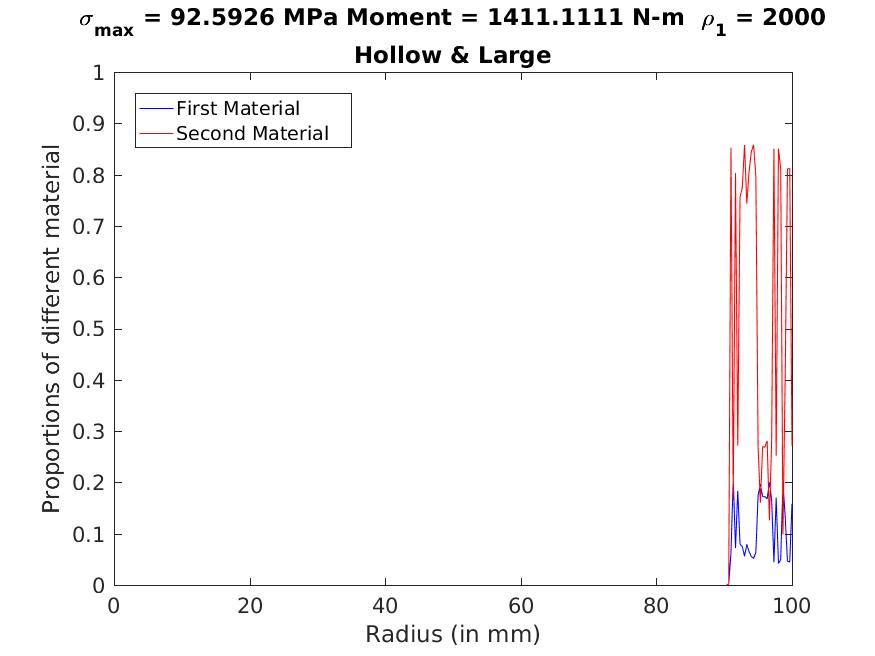 σmax = 92.5926 MPa Moment = 1411.1111 N-m ρ1 = 2000
Hollow & Large
1
First Material
0.9
Second Material
0.8
0.7
0.6
0.5
0.4
0.3
0.2
0.1
0
Proportions of different material
0 20 40 60 80 100
Radius (in mm)